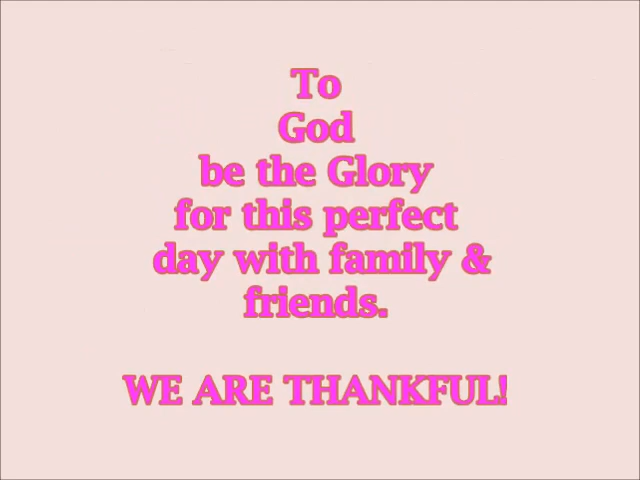 To
God
be the Glory
for this perfect
day with family &
friends.
WE ARE THANKFUL!